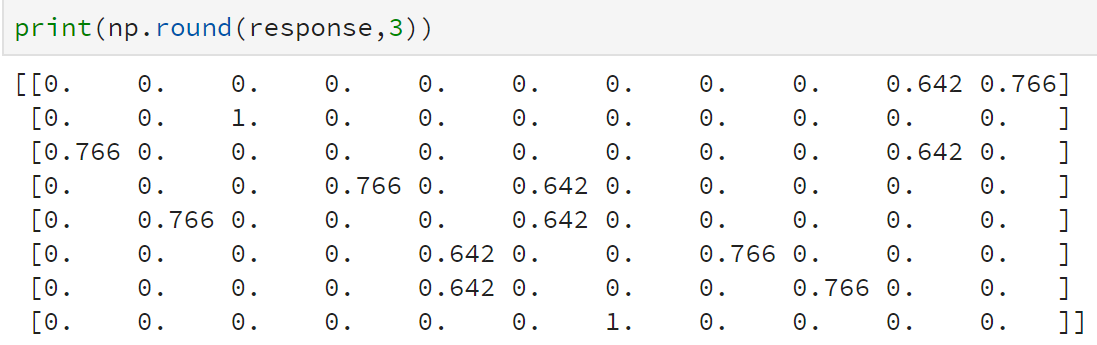 print(np.round(response,3))
[[0.    0.    0.    0.    0.    0.    0.    0.    0.    0.642 0.766]
 [0.    0.    1.    0.    0.    0.    0.    0.    0.    0.    0.   ]
 [0.766 0.    0.    0.    0.    0.    0.    0.    0.    0.642 0.   ]
 [0.    0.    0.    0.766 0.    0.642 0.    0.    0.    0.    0.   ]
 [0.    0.766 0.    0.    0.    0.642 0.    0.    0.    0.    0.   ]
 [0.    0.    0.    0.    0.642 0.    0.    0.766 0.    0.    0.   ]
 [0.    0.    0.    0.    0.642 0.    0.    0.    0.766 0.    0.   ]
 [0.    0.    0.    0.    0.    0.    1.    0.    0.    0.    0.   ]]